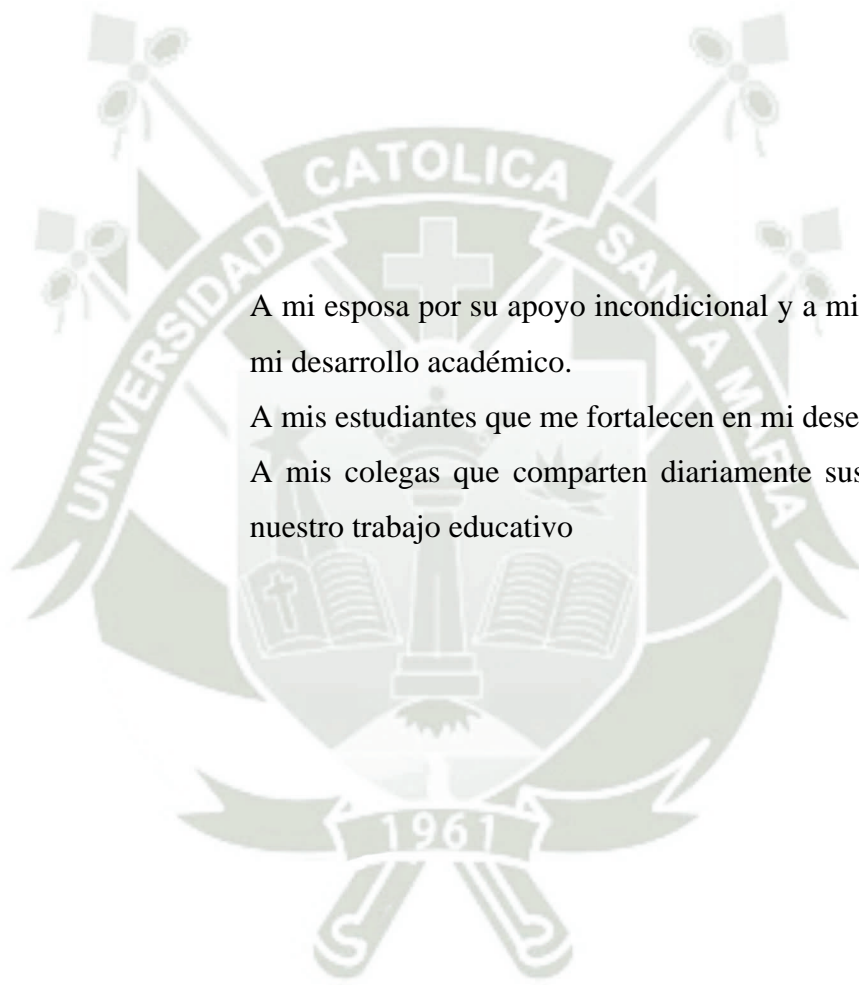 UNIVERSIDAD CATOLICA SANTA MARIA
A mi esposa por su apoyo incondicional y a mi
mi desarrollo académico.
A mis estudiantes que me fortalecen en mi dese
A mis colegas que comparten diariamente sus
nuestro trabajo educativo
1961